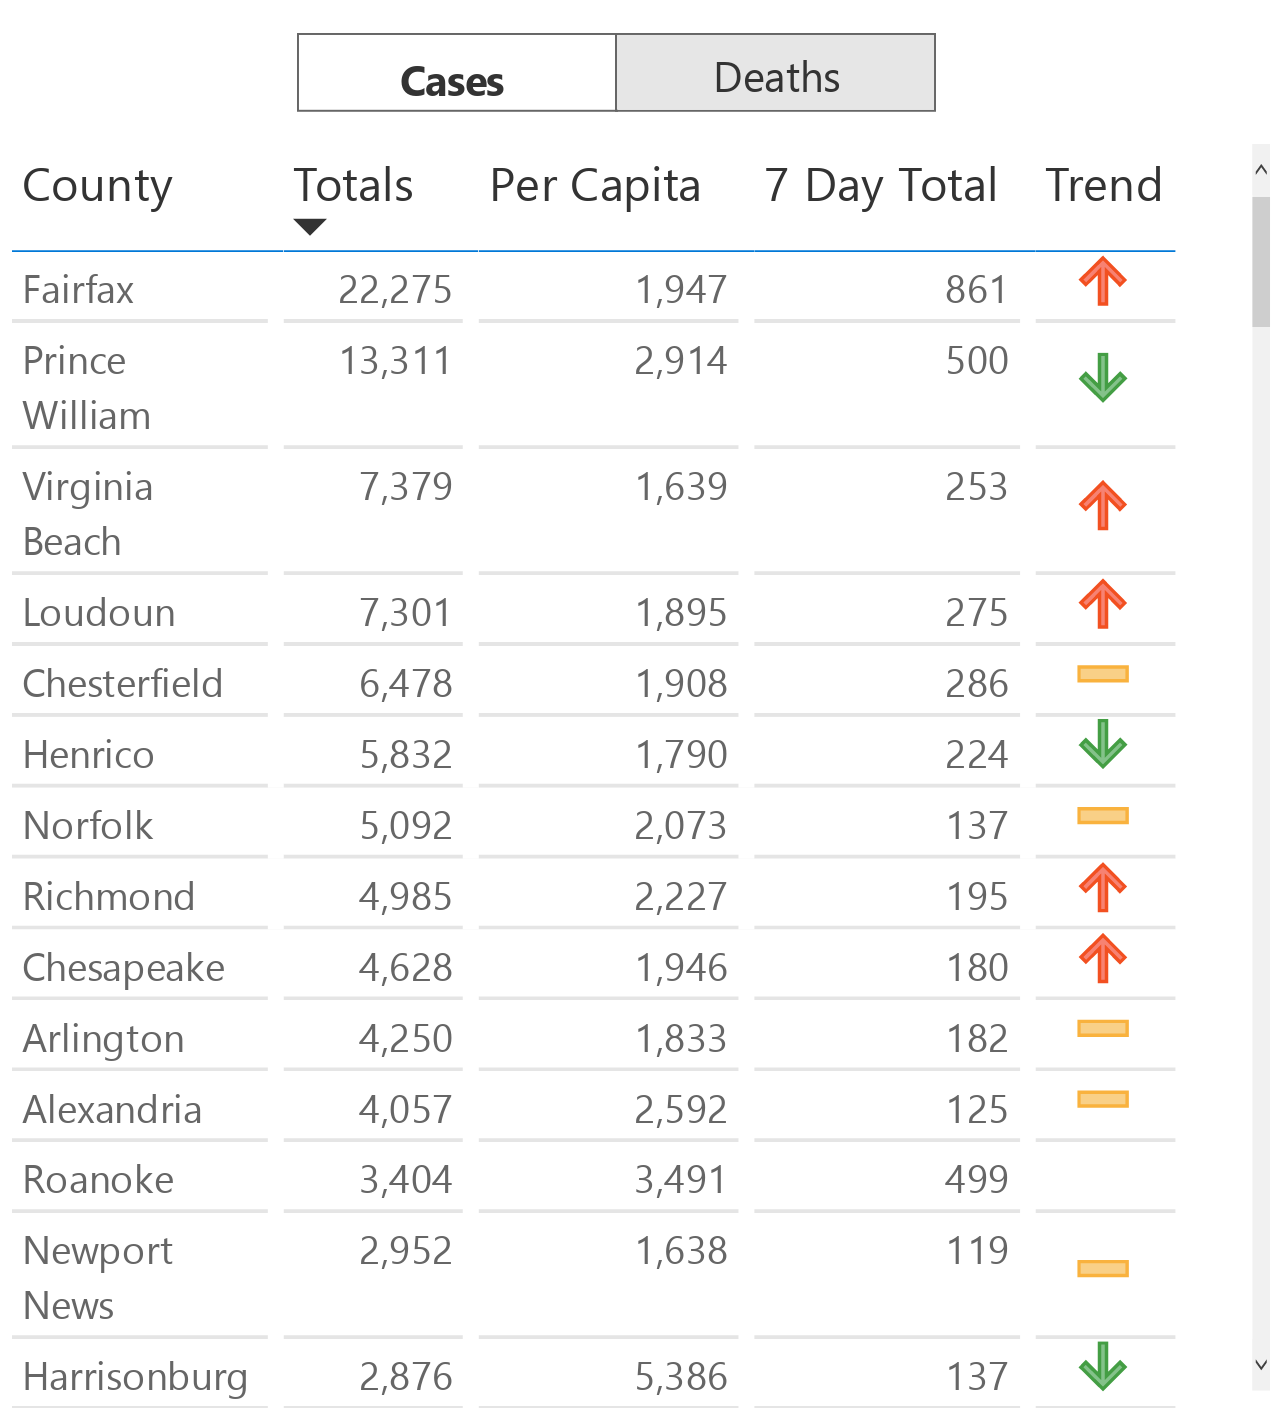 Cases Deaths
County Totals Per Capita 7 Day Total Trend
Fairfax 22,275 1,947 861
Prince 13,311 2,914 500
William
Virginia 7,379 1,639 253
Beach
Loudoun 7,301 1,895 275
Chesterfield 6,478 1,908 286
Henrico 5,832 1,790 224
Norfolk 5,092 2,073 137
Richmond 4,985 2,227 195
Chesapeake 4,628 1,946 180
Arlington 4,250 1,833 182
Alexandria 4,057 2,592 125
Roanoke 3,404 3,491 499
Newport 2,952 1,638 119
News
Harrisonburg 2,876 5,386 137